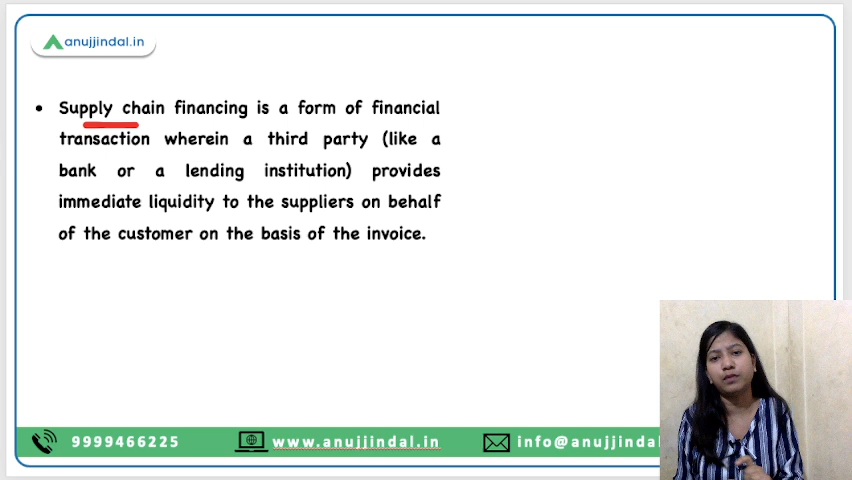 anujjindal.in
• Supply chain financing is a form of financial
transaction wherein a third party (like a
bank or a lending institution) provides
immediate liquidity to the suppliers on behalf
of the customer on the basis of the invoice.
9999466225 www.anujjindal.in info@anujjindal